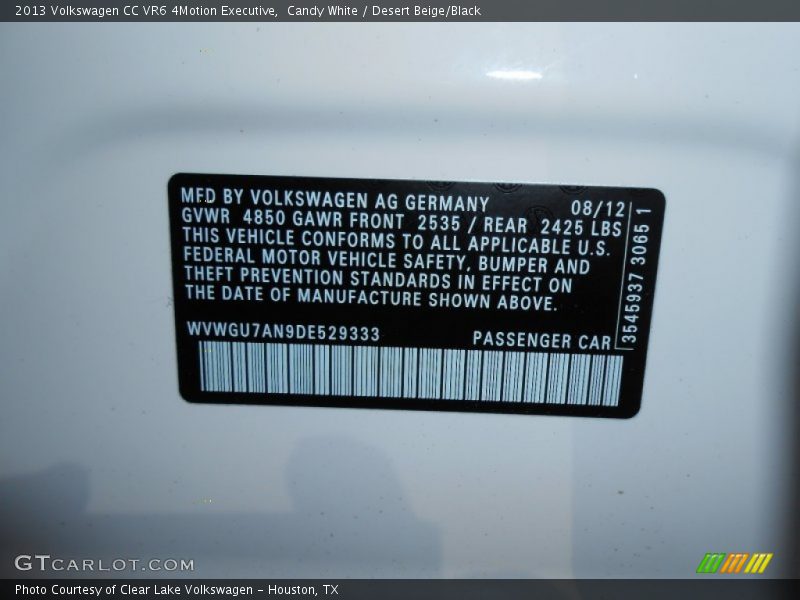 2013 Volkswagen CC VR6 4Motion Executive,  Candy White / Desert Beige/Black
MFD BY VOLKSWAGEN AG GERMANY 08/12
GVWR 4850 GAWR FRONT 2535 / REAR 2425 LBS
THIS VEHICLE CONFORMS TO ALL APPLICABLE U.S.
FEDERAL MOTOR VEHICLE SAFETY, BUMPER AND
THEFT PREVENTION STANDARDS IN EFFECT ON
THE DATE OF MANUFACTURE SHOWN ABOVE.
WVWGU7AN9DE529333 PASSENGER CAR
3545937 3065 1
GTCARLOT.COM
Photo Courtesy of Clear Lake Volkswagen – Houston, TX